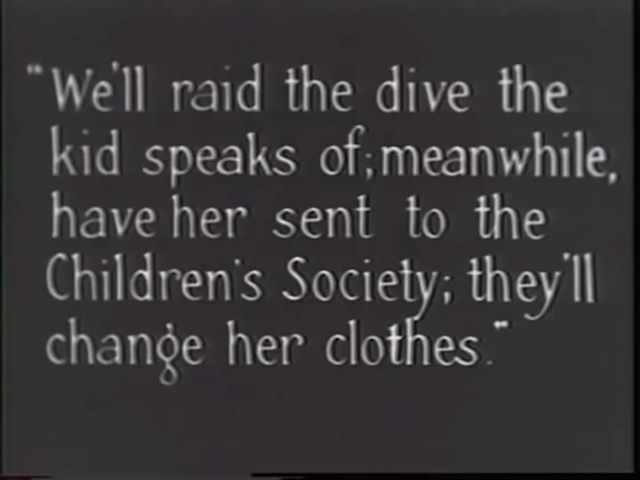 "We'll raid the dive the
kid speaks of; meanwhile,
have her sent to the
Children's Society; they'll
change her clothes."